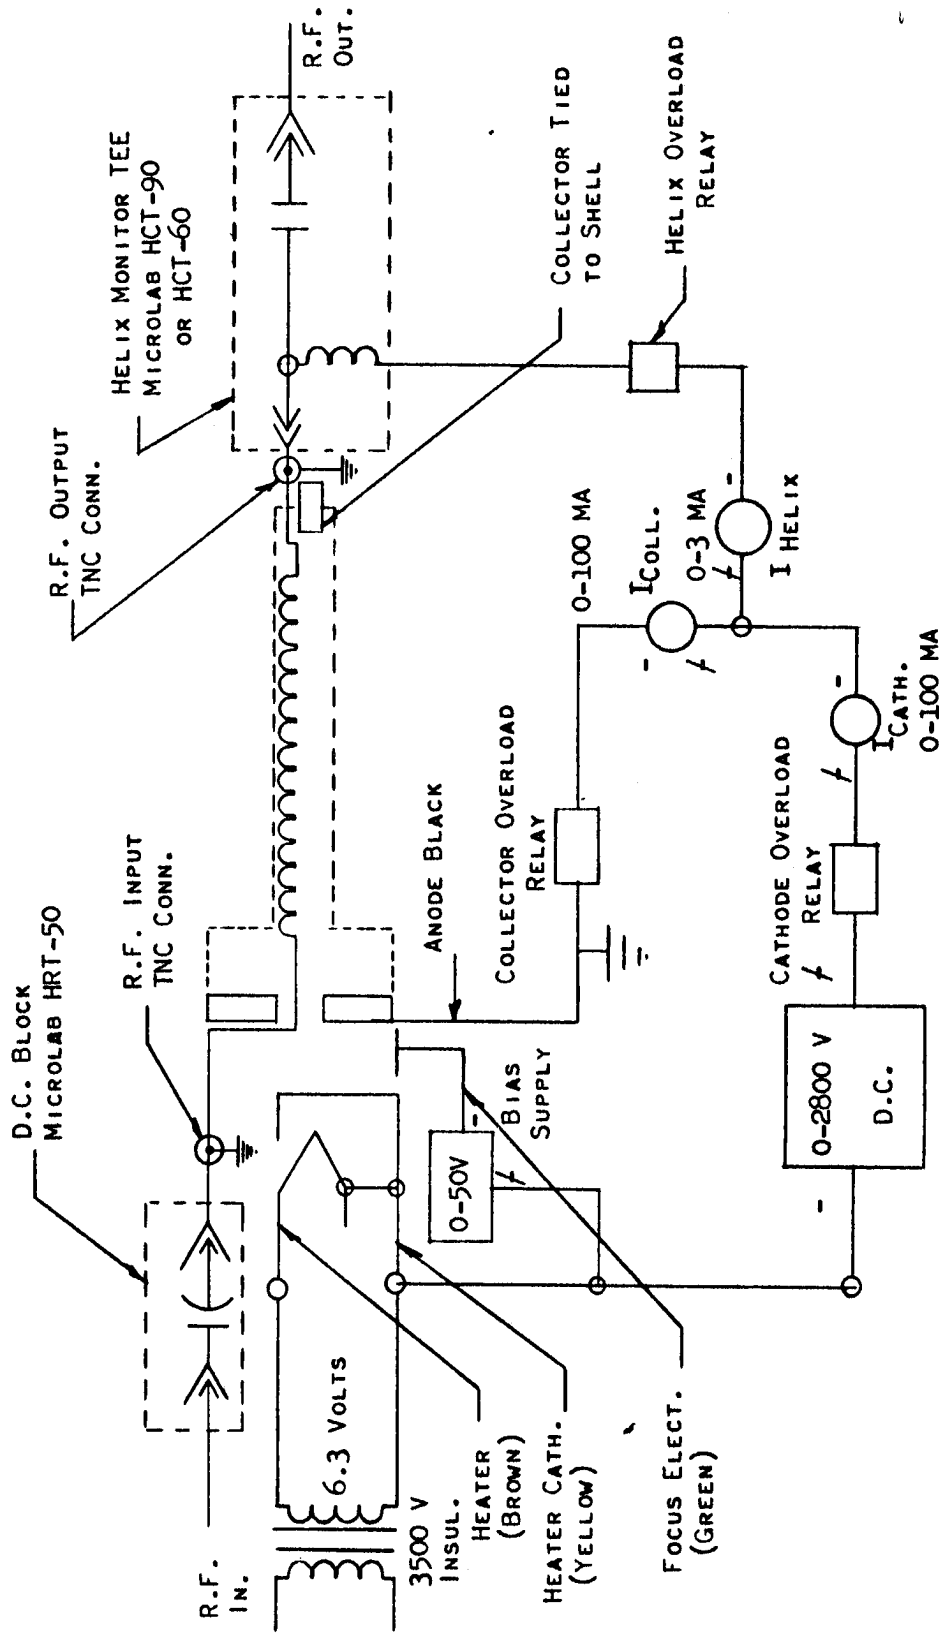 D.C. BLOCK
MICROLAB HRT-50
R.F. INPUT
TNC CONN.
R.F. OUTPUT
TNC CONN.
HELIX MONITOR TEE
MICROLAB HCT-90
OR HCT-60
R.F.
IN.
R.F.
OUT.
6.3 VOLTS
3500 V
INSUL.
HEATER
(BROWN)
HEATER CATH.
(YELLOW)
FOCUS ELECT.
(GREEN)
0-50V
-
BIAS
SUPPLY
ANODE BLACK
COLLECTOR OVERLOAD
RELAY
COLLECTOR TIED
TO SHELL
HELIX OVERLOAD
RELAY
0-100 MA
-
I COLL.
0-3 MA
-
I HELIX
-
0-2800 V
D.C.
CATHODE OVERLOAD
RELAY
-
I CATH.
0-100 MA